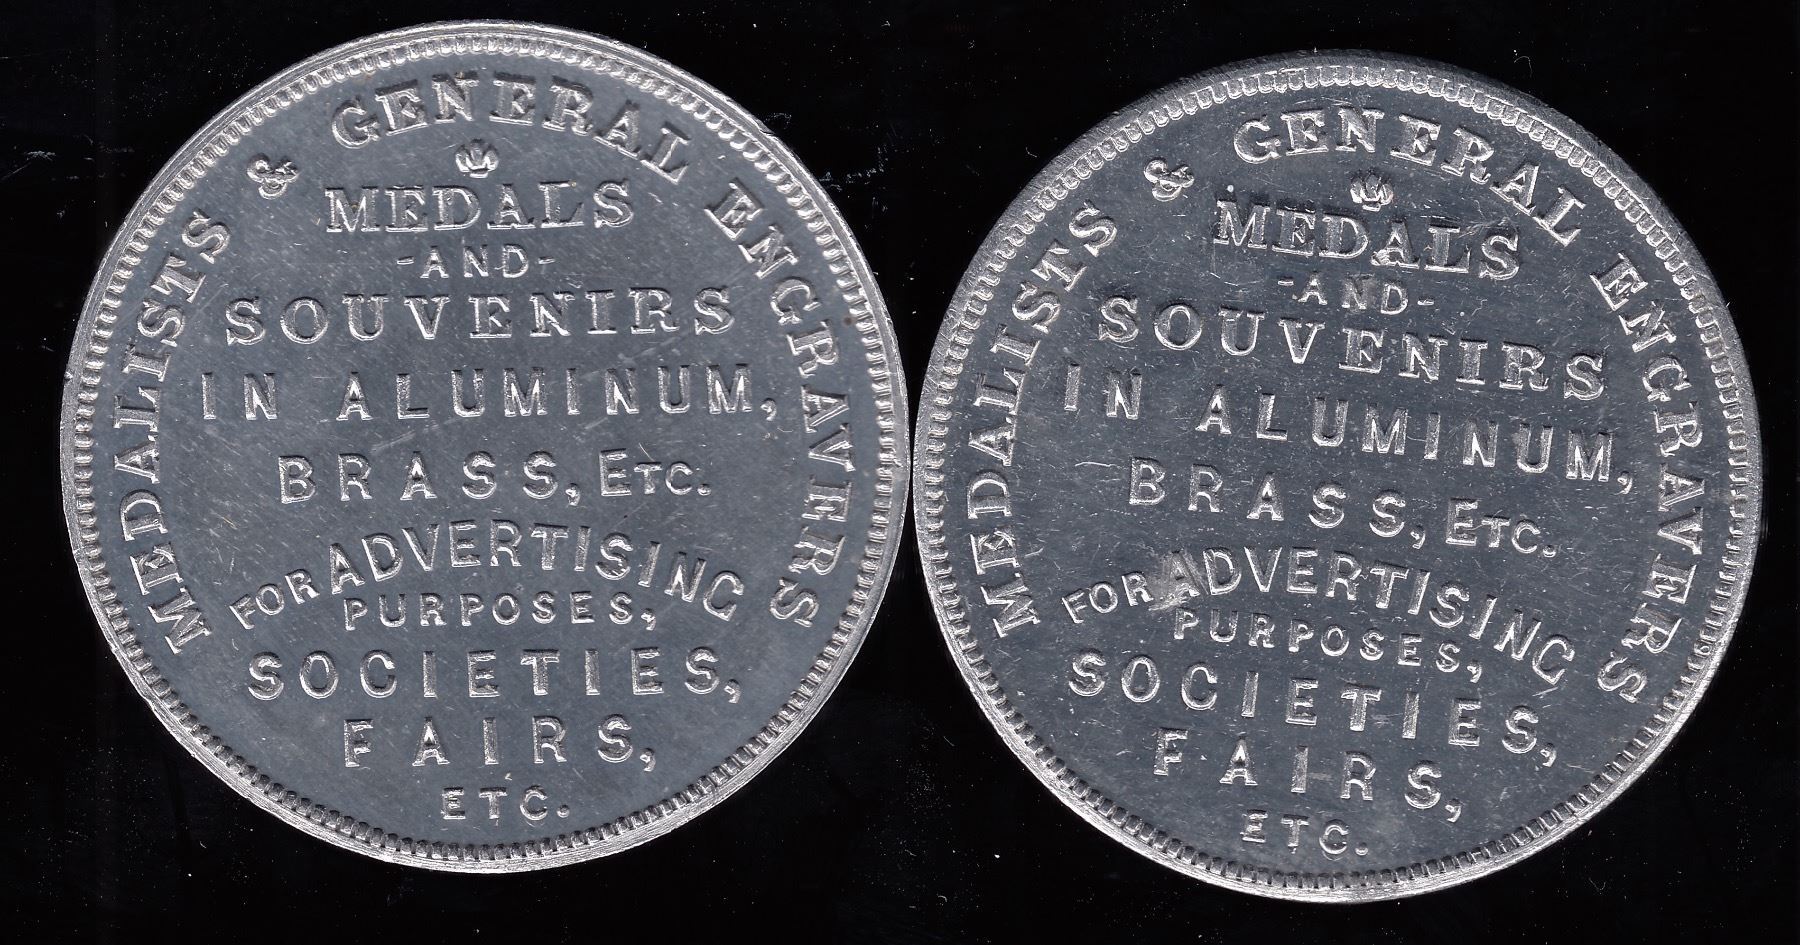 MEDALISTS & GENERAL ENGRAVERS
MEDALS
-AND-
SOUVENIRS
IN ALUMINUM,
BRASS, ETC.
FOR ADVERTISING
PURPOSES,
SOCIETIES,
FAIRS,
ETC.
MEDALISTS & GENERAL ENGRAVERS
MEDALS
-AND-
SOUVENIRS
IN ALUMINUM,
BRASS, ETC.
FOR ADVERTISING
PURPOSES,
SOCIETIES,
FAIRS,
ETC.